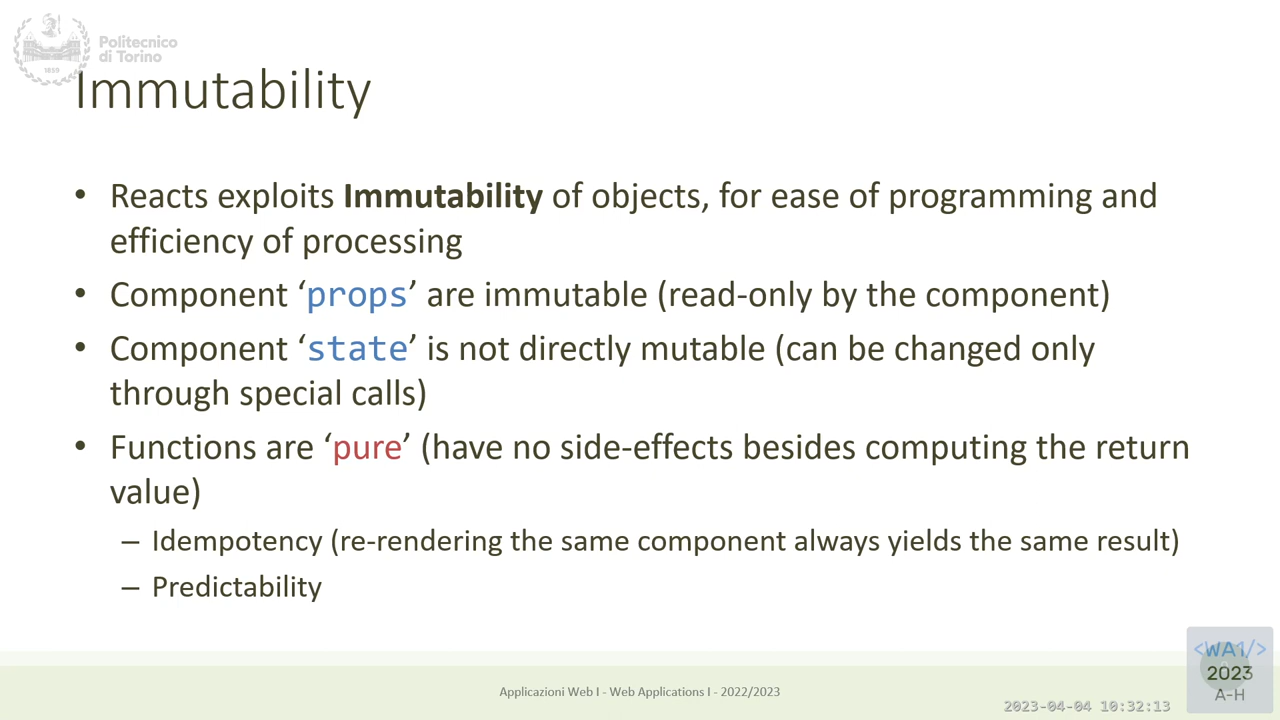 Politecnico
di Torino
1859
Immutability
• Reacts exploits Immutability of objects, for ease of programming and
efficiency of processing
• Component ‘props’ are immutable (read-only by the component)
• Component ‘state’ is not directly mutable (can be changed only
through special calls)
• Functions are ‘pure’ (have no side-effects besides computing the return
value)
– Idempotency (re-rendering the same component always yields the same result)
– Predictability
<WA1/>
2023
A-H
Applicazioni Web I - Web Applications I - 2022/2023
2023-04-04 10:32:13